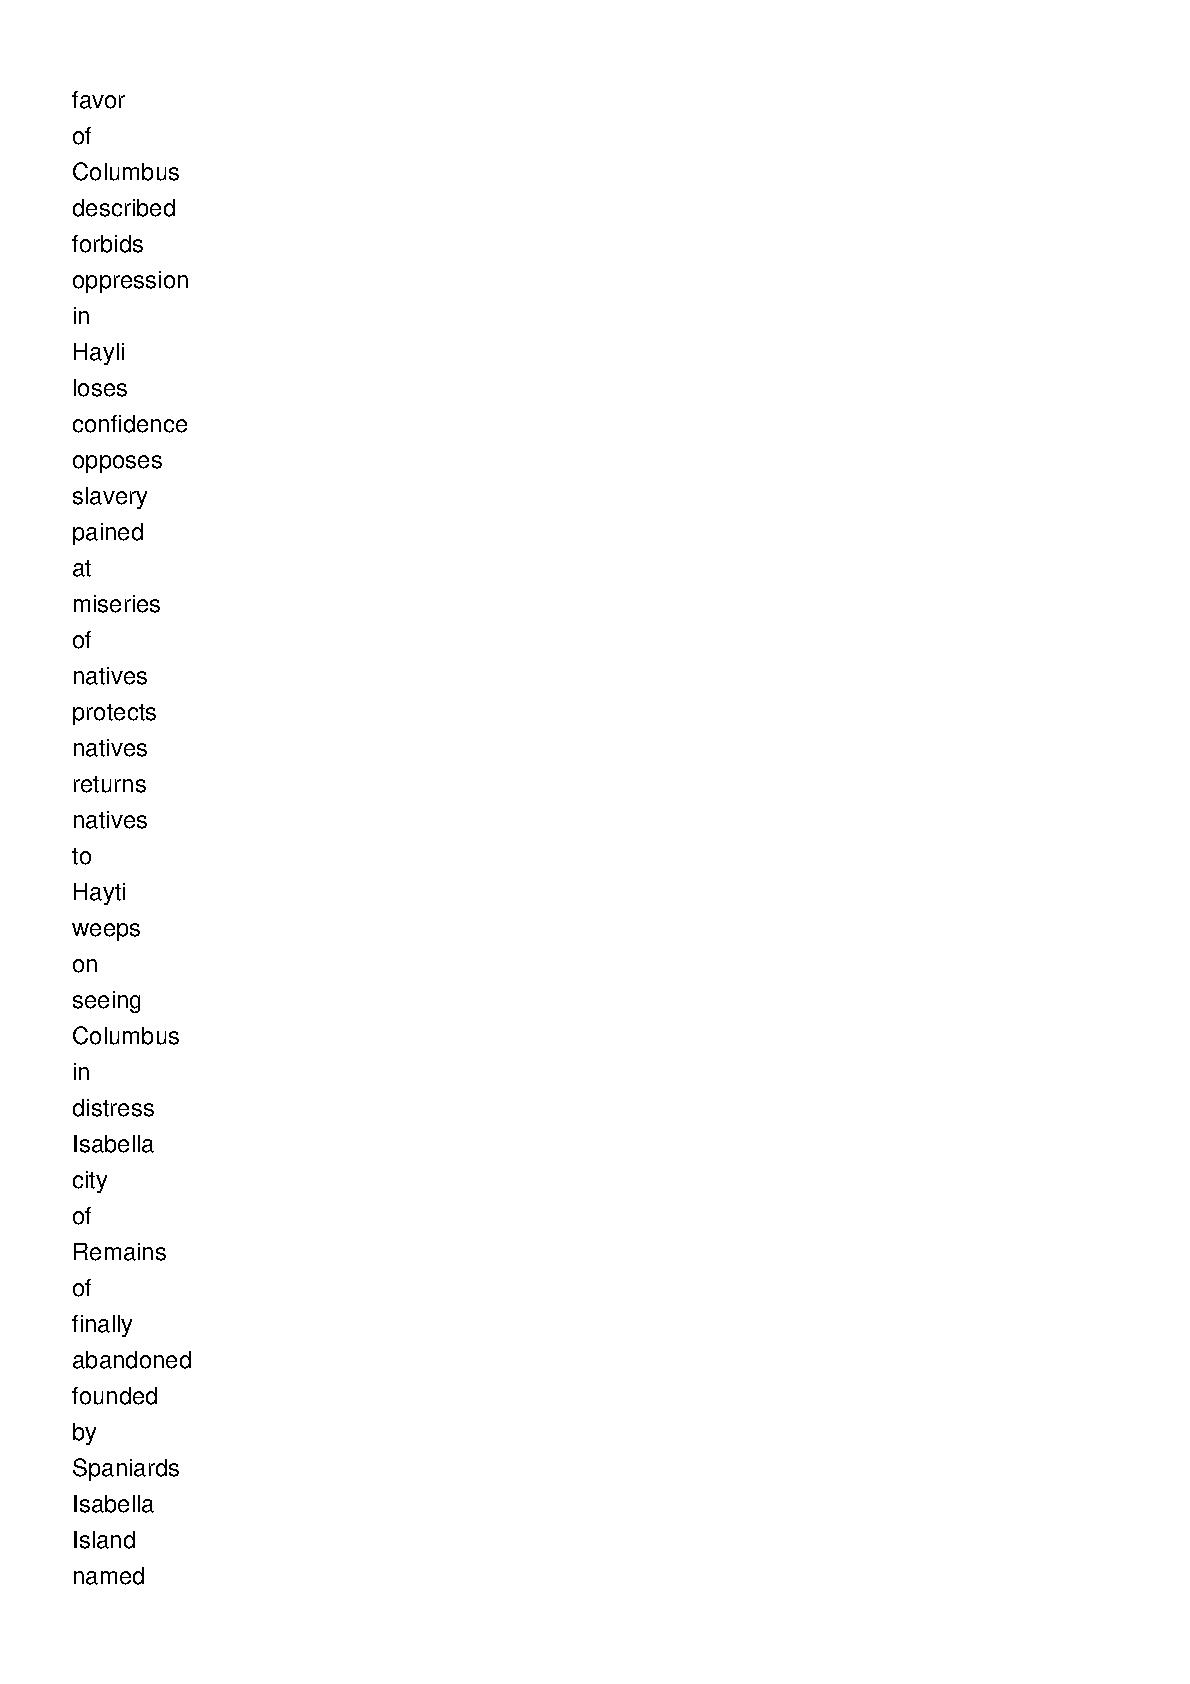 favor
of
Columbus
described
forbids
oppression
in
Hayli
loses
confidence
opposes
slavery
pained
at
miseries
of
natives
protects
natives
returns
natives
to
Hayti
weeps
on
seeing
Columbus
in
distress
Isabella
city
of
Remains
of
finally
abandoned
founded
by
Spaniards
Isabella
Island
named